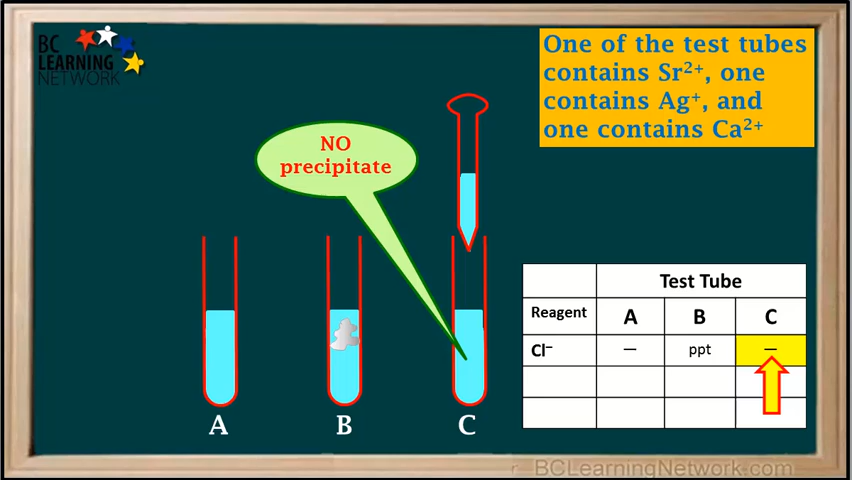 BC
LEARNING
NETWORK
One of the test tubes
contains Sr²⁺, one
contains Ag⁺, and
one contains Ca²⁺
NO
precipitate
Test Tube
Reagent A B C
Cl⁻ — ppt —
A B C
BCLearningNetwork.com